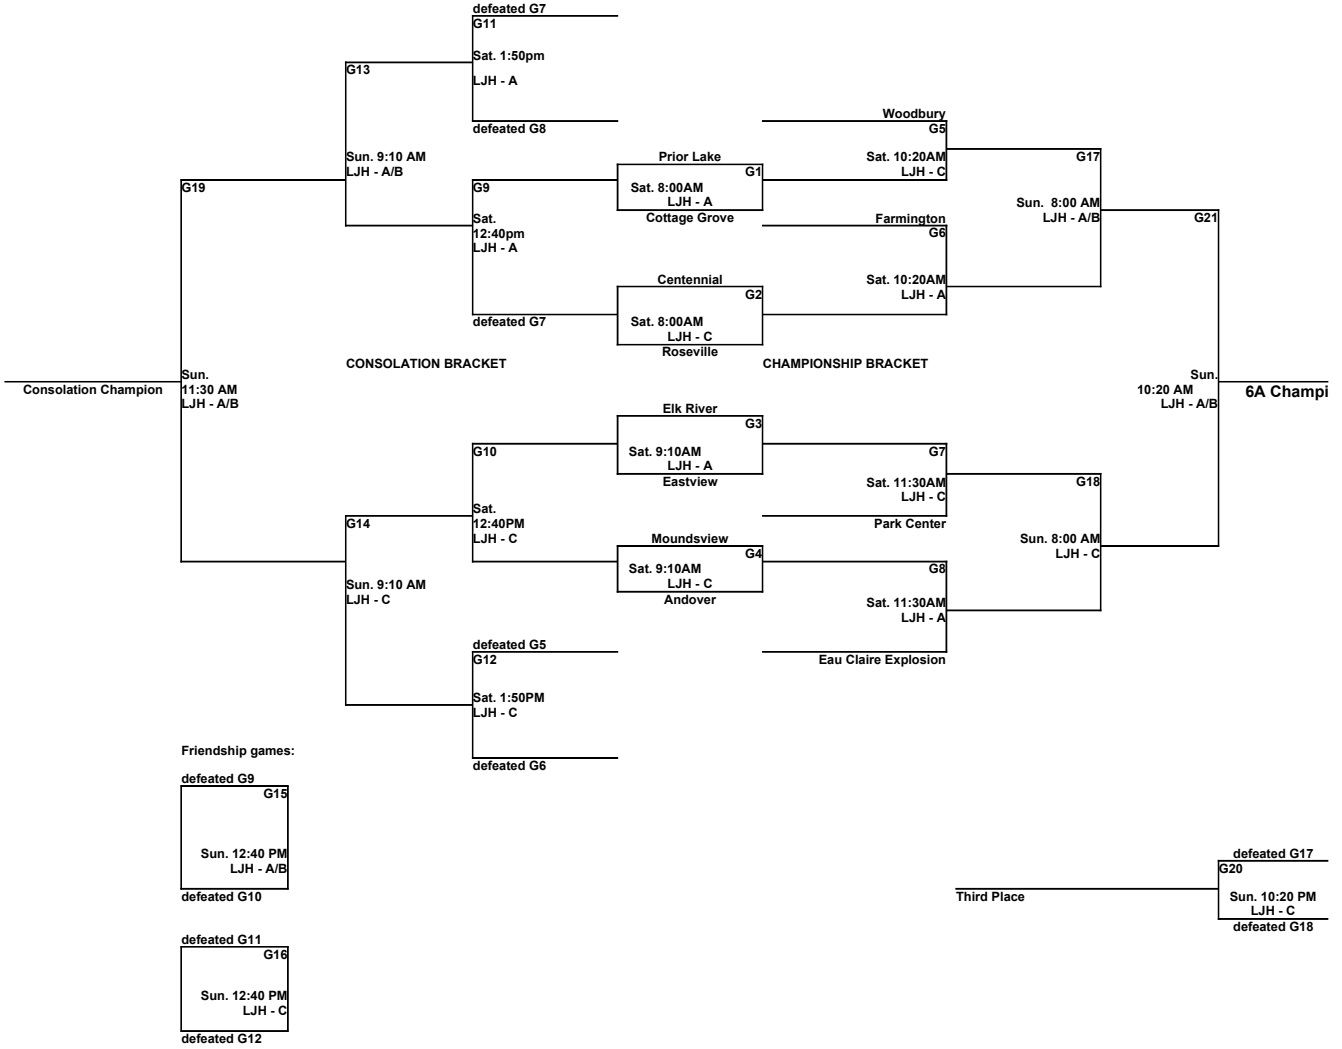 defeated G7
G11
Sat. 1:50pm
LJH - A
defeated G8
G13
Sun. 9:10 AM
LJH - A/B
G19
G9
Sat.
12:40pm
LJH - A
defeated G7
Prior Lake
G1
Sat. 8:00AM
LJH - A
Cottage Grove
Centennial
G2
Sat. 8:00AM
LJH - C
Roseville
Woodbury
G5
Sat. 10:20AM
LJH - C
Farmington
G6
Sat. 10:20AM
LJH - A
G17
Sun. 8:00 AM
LJH - A/B
G21
CONSOLATION BRACKET
CHAMPIONSHIP BRACKET
Consolation Champion
Sun.
11:30 AM
LJH - A/B
Sun.
10:20 AM
LJH - A/B
6A Champi
Elk River
G3
Sat. 9:10AM
LJH - A
Eastview
G10
Sat.
12:40PM
LJH - C
G14
Sun. 9:10 AM
LJH - C
Moundsview
G4
Sat. 9:10AM
LJH - C
Andover
G7
Sat. 11:30AM
LJH - C
Park Center
G8
Sat. 11:30AM
LJH - A
Eau Claire Explosion
G18
Sun. 8:00 AM
LJH - C
defeated G5
G12
Sat. 1:50PM
LJH - C
defeated G6
Friendship games:
defeated G9
G15
Sun. 12:40 PM
LJH - A/B
defeated G10
defeated G11
G16
Sun. 12:40 PM
LJH - C
defeated G12
defeated G17
G20
Third Place
Sun. 10:20 PM
LJH - C
defeated G18